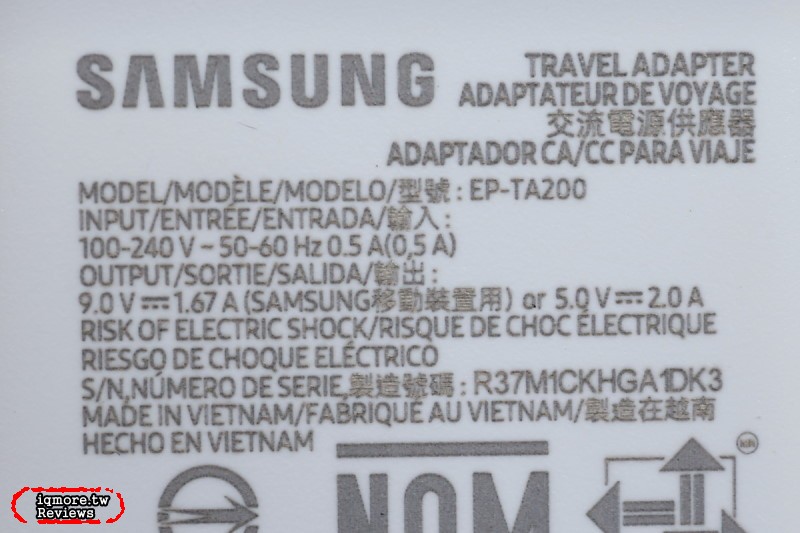 SAMSUNG
TRAVEL ADAPTER
ADAPTATEUR DE VOYAGE
交流電源供應器
ADAPTADOR CA/CC PARA VIAJE
MODEL/MODÈLE/MODELO/型號 : EP-TA200
INPUT/ENTRÉE/ENTRADA/輸入 :
100-240 V ~ 50-60 Hz 0.5 A(0,5 A)
OUTPUT/SORTIE/SALIDA/輸出 :
9.0 V ⎓ 1.67 A (SAMSUNG移動裝置用) or 5.0 V ⎓ 2.0 A
RISK OF ELECTRIC SHOCK/RISQUE DE CHOC ÉLECTRIQUE
RIESGO DE CHOQUE ELÉCTRICO
S/N,NÚMERO DE SERIE,製造號碼 : R37M1CKHGA1DK3
MADE IN VIETNAM/FABRIQUÉ AU VIETNAM/製造在越南
HECHO EN VIETNAM
NOM
iqmore.tw
Reviews